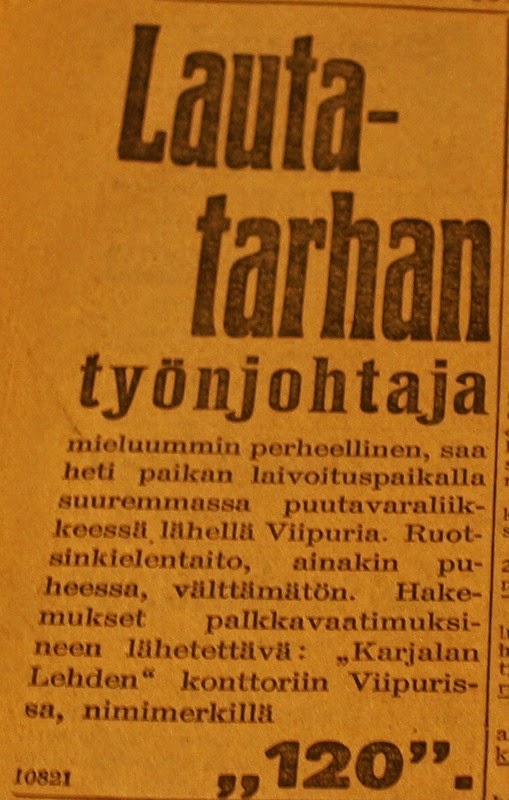 Lauta-
tarhan
työnjohtaja
mieluummin perheellinen, saa
heti paikan laivoituspaikalla
suuremmassa puutavaraliik-
keessä lähellä Viipuria. Ruot-
sinkielentaito, ainakin pu-
heessa, välttämätön. Hake-
mukset palkkavaatimuksi-
neen lähetettävä: „Karjalan
Lehden“ konttoriin Viipuris-
sa, nimimerkillä
„120”.
10821